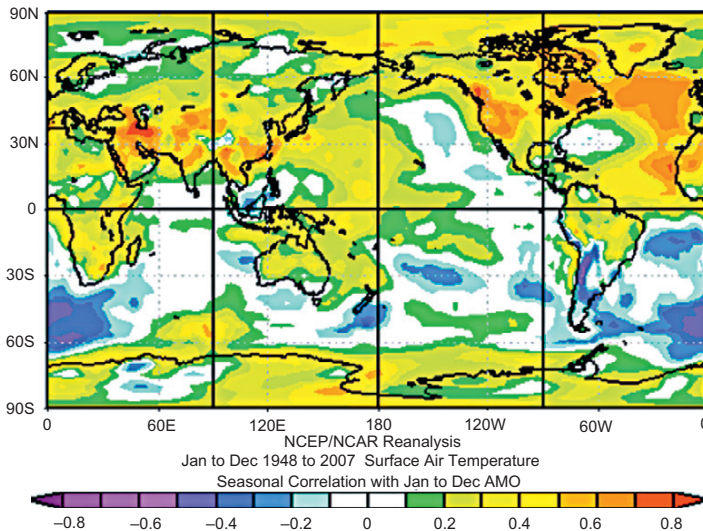 90N
60N
30N
0
30S
60S
90S
0 60E 120E 180 120W 60W 0
NCEP/NCAR Reanalysis
Jan to Dec 1948 to 2007 Surface Air Temperature
Seasonal Correlation with Jan to Dec AMO
−0.8 −0.6 −0.4 −0.2 0 0.2 0.4 0.6 0.8